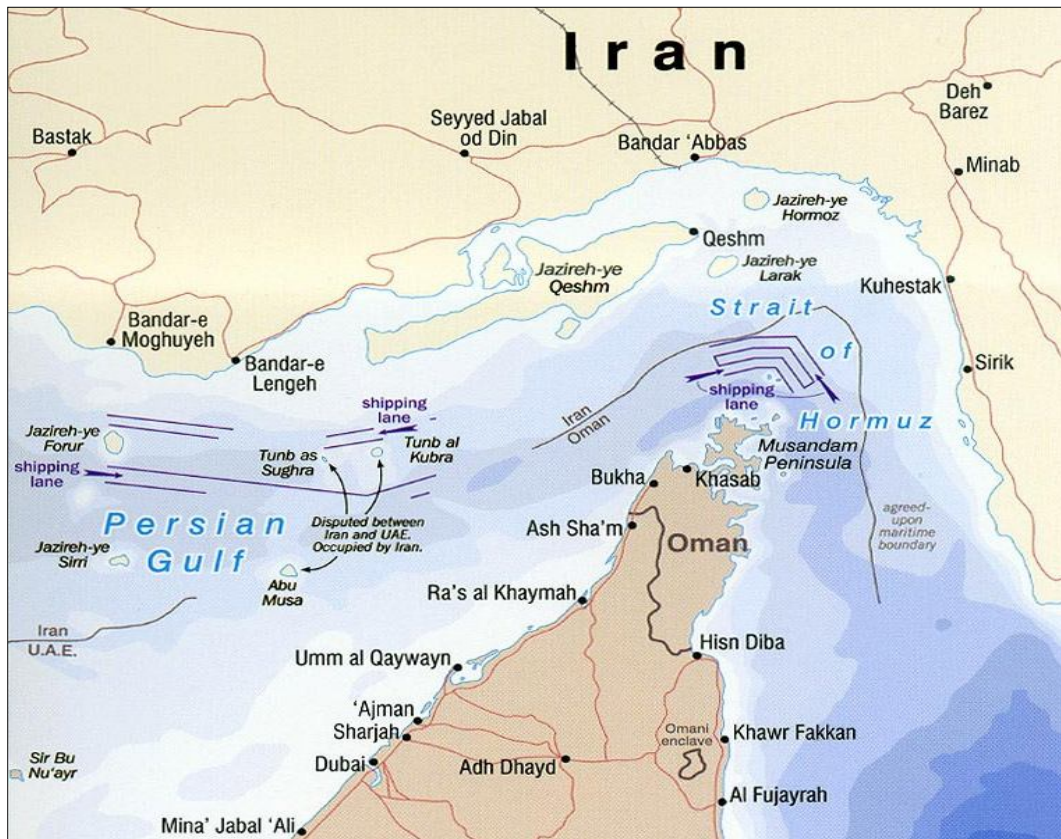 Iran
Deh
Barez
Bastak
Seyyed Jabal
od Din
Bandar 'Abbas
Minab
Jazireh-ye
Hormoz
Qeshm
Jazireh-ye
Qeshm
Jazireh-ye
Larak
Kuhestak
Strait
of
Hormuz
Bandar-e
Moghuyeh
Bandar-e
Lengeh
Sirik
shipping
lane
shipping
lane
Iran
Oman
Jazireh-ye
Forur
Tunb as
Sughra
Tunb al
Kubra
Musandam
Peninsula
shipping
lane
Bukha
Khasab
Persian
Gulf
Disputed between
Iran and UAE.
Occupied by Iran.
agreed-
upon
maritime
boundary
Ash Sha'm
Oman
Jazireh-ye
Sirri
Abu
Musa
Ra's al Khaymah
Iran
U.A.E.
Umm al Qaywayn
Hisn Diba
'Ajman
Sharjah
Omani
enclave
Khawr Fakkan
Sir Bu
Nu'ayr
Dubai
Adh Dhayd
Al Fujayrah
Mina' Jabal 'Ali